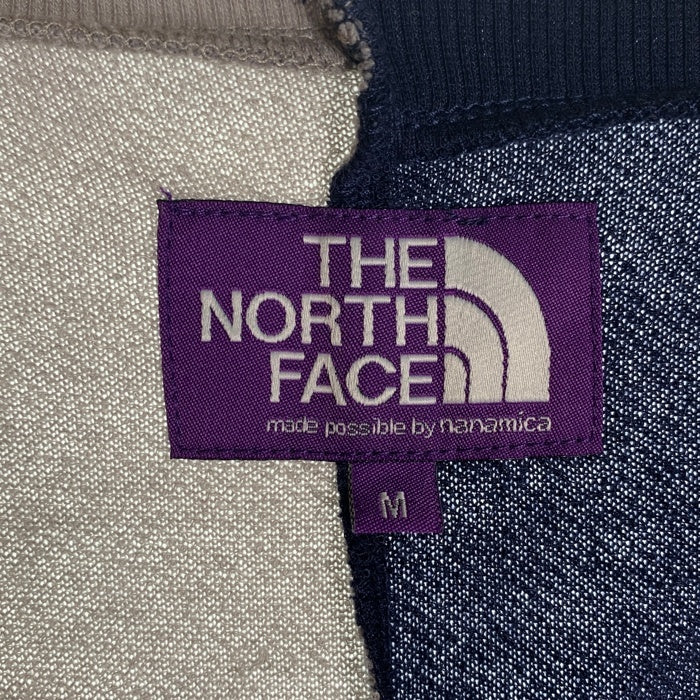 THE
NORTH
FACE
made possible by nanamica
M